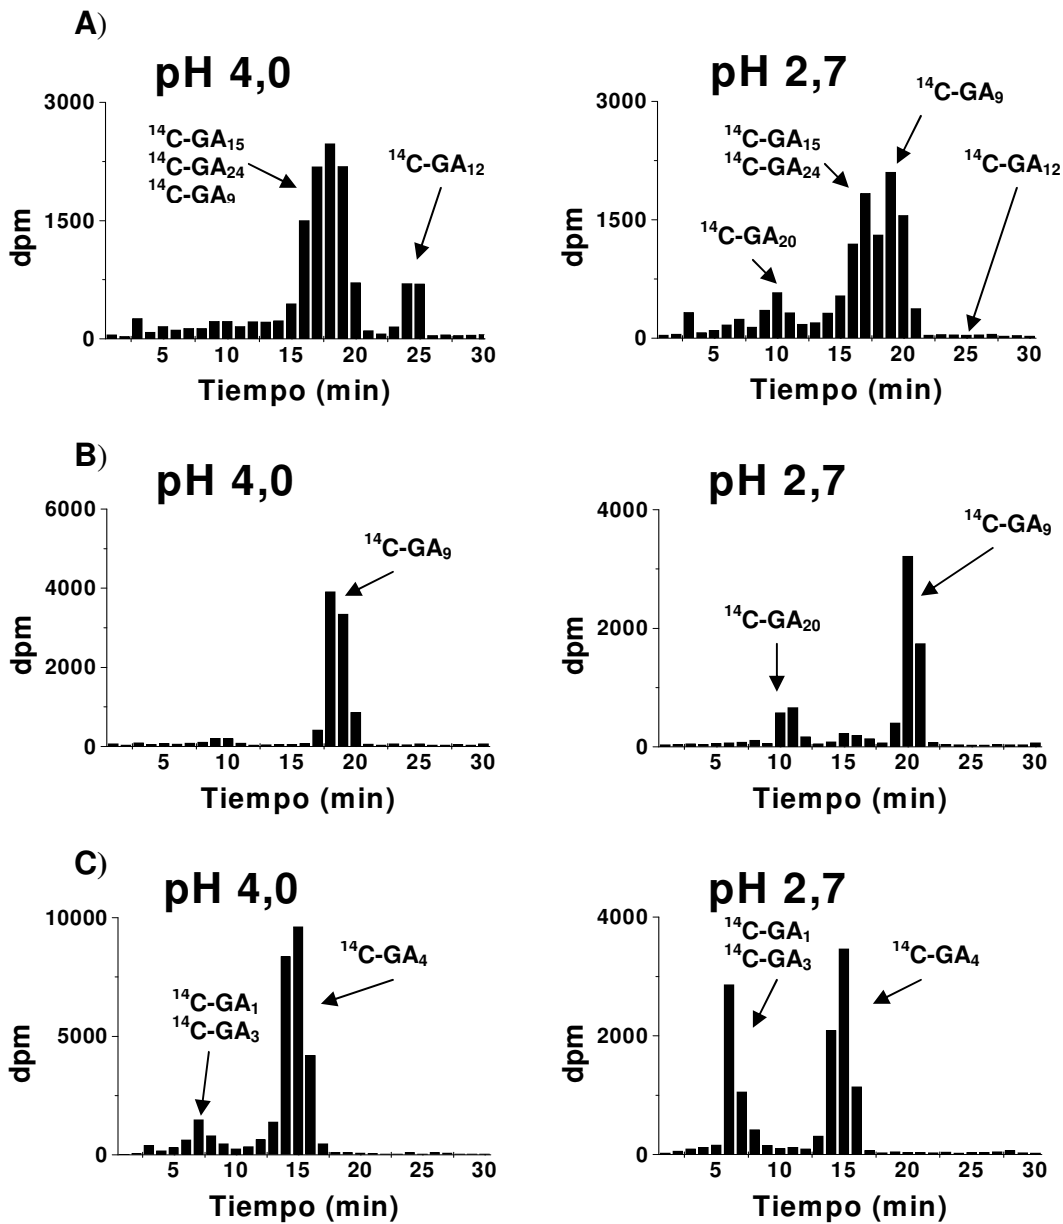 A)
pH 4,0
3000
1500
0
dpm
¹⁴C-GA₁₅
¹⁴C-GA₂₄
¹⁴C-GA₉
¹⁴C-GA₁₂
5 10 15 20 25 30
Tiempo (min)
pH 2,7
3000
1500
0
dpm
¹⁴C-GA₉
¹⁴C-GA₁₅
¹⁴C-GA₂₄
¹⁴C-GA₁₂
¹⁴C-GA₂₀
5 10 15 20 25 30
Tiempo (min)
B)
pH 4,0
6000
4000
2000
0
dpm
¹⁴C-GA₉
5 10 15 20 25 30
Tiempo (min)
pH 2,7
4000
2000
0
dpm
¹⁴C-GA₉
¹⁴C-GA₂₀
5 10 15 20 25 30
Tiempo (min)
C)
pH 4,0
10000
5000
0
dpm
¹⁴C-GA₄
¹⁴C-GA₁
¹⁴C-GA₃
5 10 15 20 25 30
Tiempo (min)
pH 2,7
4000
2000
0
dpm
¹⁴C-GA₁
¹⁴C-GA₃
¹⁴C-GA₄
5 10 15 20 25 30
Tiempo (min)